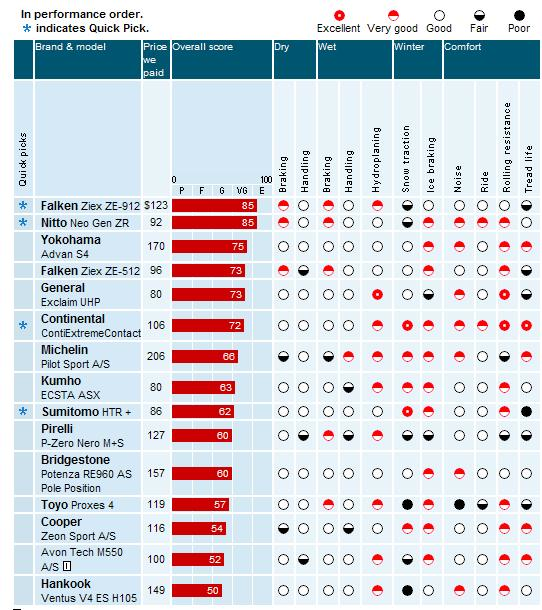 In performance order.
* indicates Quick Pick.
Excellent Very good Good Fair Poor
Brand & model Price we paid Overall score Dry Wet Winter Comfort
Quick picks
0 100
P F G VG E
Braking
Handling
Braking
Handling
Hydroplaning
Snow traction
Ice braking
Noise
Ride
Rolling resistance
Tread life
* Falken Ziex ZE-912 $123 85
* Nitto Neo Gen ZR 92 85
Yokohama
Advan S4 170 75
Falken Ziex ZE-512 96 73
General
Exclaim UHP 80 73
* Continental
ContiExtremeContact 106 72
Michelin
Pilot Sport A/S 206 66
Kumho
ECSTA ASX 80 63
* Sumitomo HTR + 86 62
Pirelli
P-Zero Nero M+S 127 60
Bridgestone
Potenza RE960 AS
Pole Position 157 60
Toyo Proxes 4 119 57
Cooper
Zeon Sport A/S 116 54
Avon Tech M550
A/S 1 100 52
Hankook
Ventus V4 ES H105 149 50